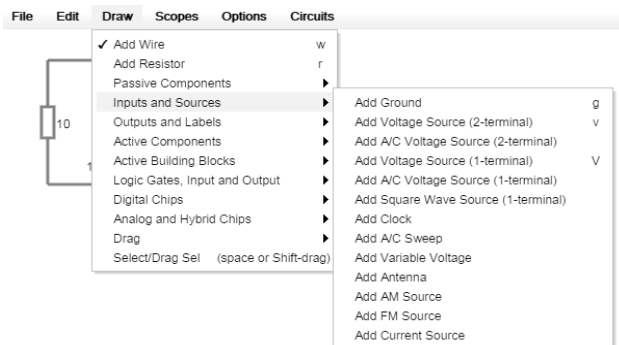 File Edit Draw Scopes Options Circuits
✓ Add Wire w
Add Resistor r
Passive Components ▶
Inputs and Sources ▶
Outputs and Labels ▶
Active Components ▶
Active Building Blocks ▶
Logic Gates, Input and Output ▶
Digital Chips ▶
Analog and Hybrid Chips ▶
Drag ▶
Select/Drag Sel (space or Shift-drag)
Add Ground g
Add Voltage Source (2-terminal) v
Add A/C Voltage Source (2-terminal)
Add Voltage Source (1-terminal) V
Add A/C Voltage Source (1-terminal)
Add Square Wave Source (1-terminal)
Add Clock
Add A/C Sweep
Add Variable Voltage
Add Antenna
Add AM Source
Add FM Source
Add Current Source
10
1